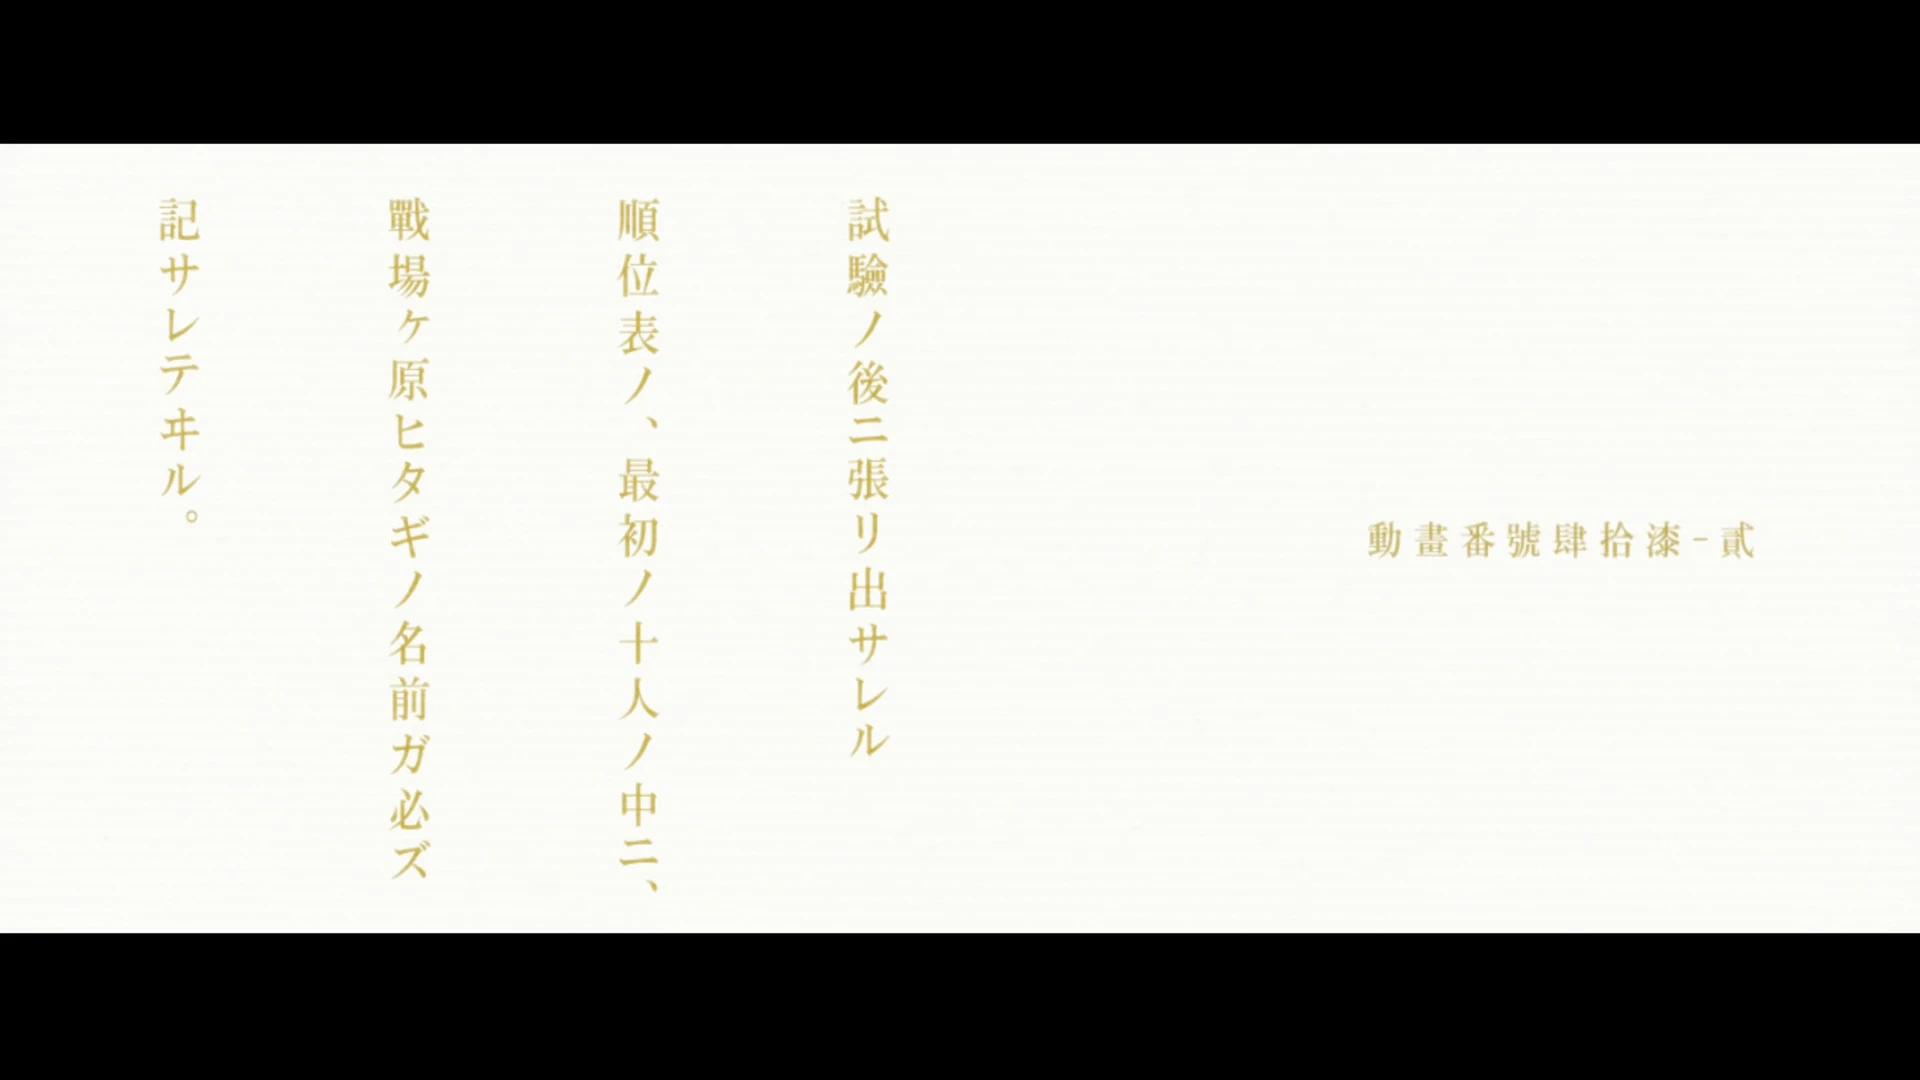 動畫番號肆拾漆-貳
試驗ノ後ニ張リ出サレル
順位表ノ、最初ノ十人ノ中ニ、
戰場ヶ原ヒタギノ名前ガ必ズ
記サレテヰル。